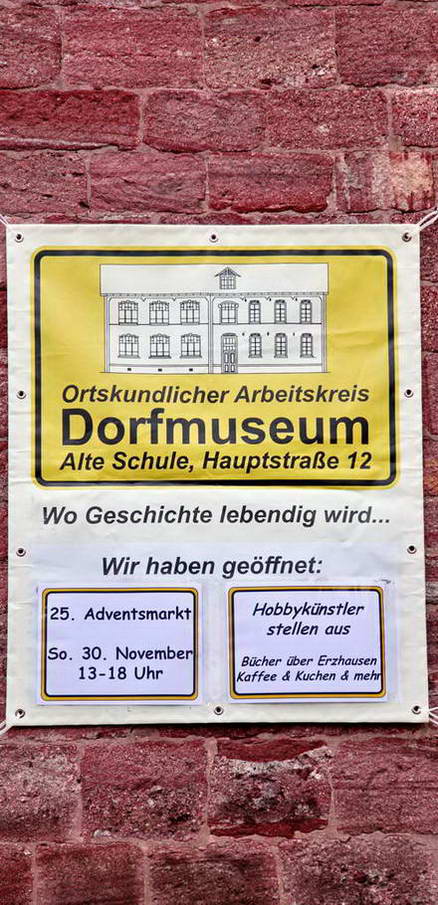 Ortskundlicher Arbeitskreis
Dorfmuseum
Alte Schule, Hauptstraße 12
Wo Geschichte lebendig wird...
Wir haben geöffnet:
25. Adventsmarkt
So. 30. November
13-18 Uhr
Hobbykünstler
stellen aus
Bücher über Erzhausen
Kaffee & Kuchen & mehr